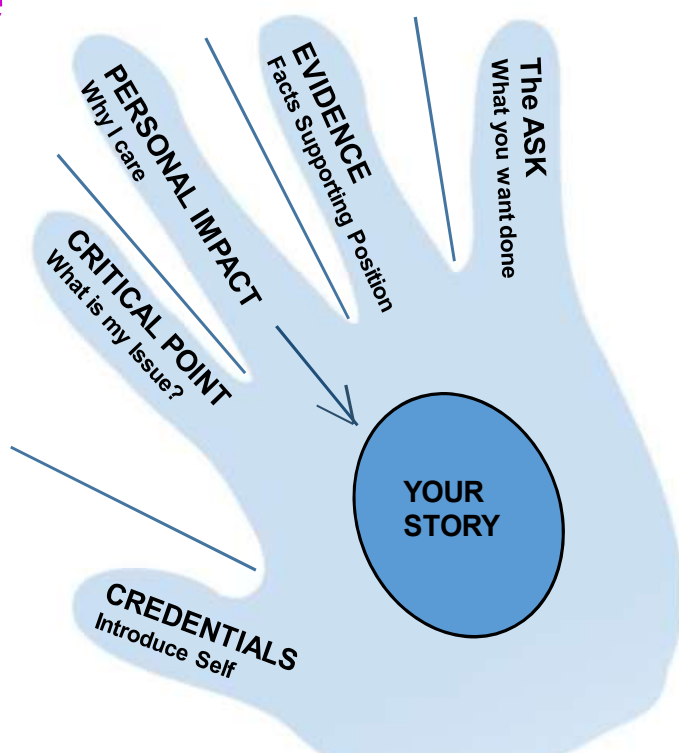 CREDENTIALS
Introduce Self
CRITICAL POINT
What is my Issue?
PERSONAL IMPACT
Why I care
EVIDENCE
Facts Supporting Position
The ASK
What you want done
YOUR
STORY